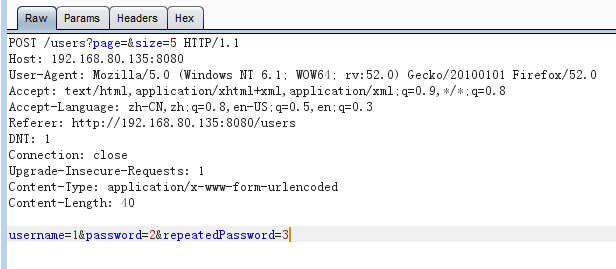 Raw Params Headers Hex
POST /users?page=&size=5 HTTP/1.1
Host: 192.168.80.135:8080
User-Agent: Mozilla/5.0 (Windows NT 6.1; WOW64; rv:52.0) Gecko/20100101 Firefox/52.0
Accept: text/html,application/xhtml+xml,application/xml;q=0.9,*/*;q=0.8
Accept-Language: zh-CN,zh;q=0.8,en-US;q=0.5,en;q=0.3
Referer: http://192.168.80.135:8080/users
DNT: 1
Connection: close
Upgrade-Insecure-Requests: 1
Content-Type: application/x-www-form-urlencoded
Content-Length: 40
username=1&password=2&repeatedPassword=3